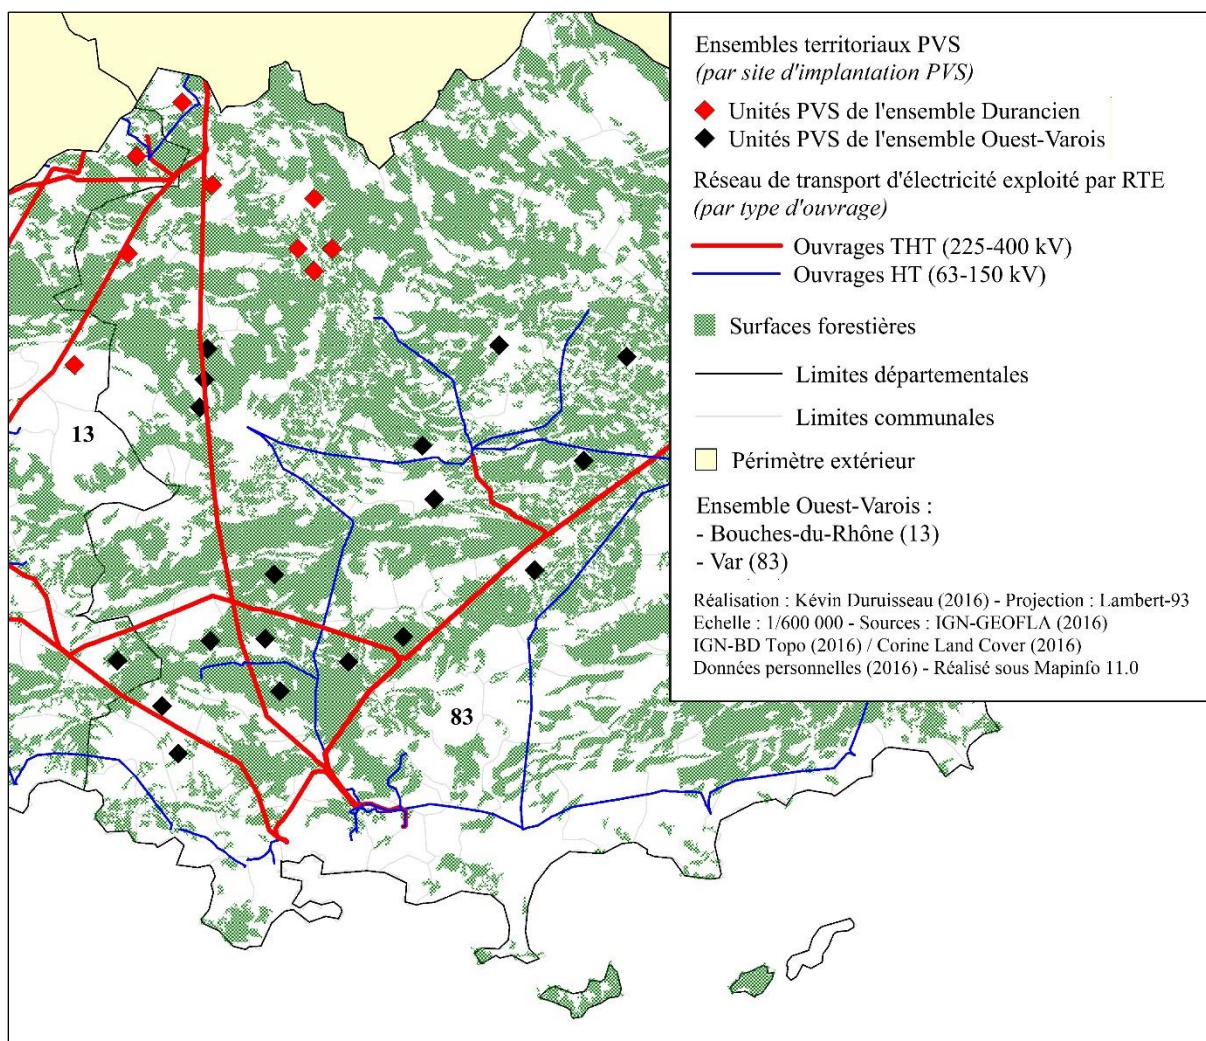 Ensembles territoriaux PVS
(par site d'implantation PVS)
Unités PVS de l'ensemble Durancien
Unités PVS de l'ensemble Ouest-Varois
Réseau de transport d'électricité exploité par RTE
(par type d'ouvrage)
Ouvrages THT (225-400 kV)
Ouvrages HT (63-150 kV)
Surfaces forestières
Limites départementales
Limites communales
Périmètre extérieur
Ensemble Ouest-Varois :
- Bouches-du-Rhône (13)
- Var (83)
Réalisation : Kévin Duruisseau (2016) - Projection : Lambert-93
Echelle : 1/600 000 - Sources : IGN-GEOFLA (2016)
IGN-BD Topo (2016) / Corine Land Cover (2016)
Données personnelles (2016) - Réalisé sous Mapinfo 11.0
13
83